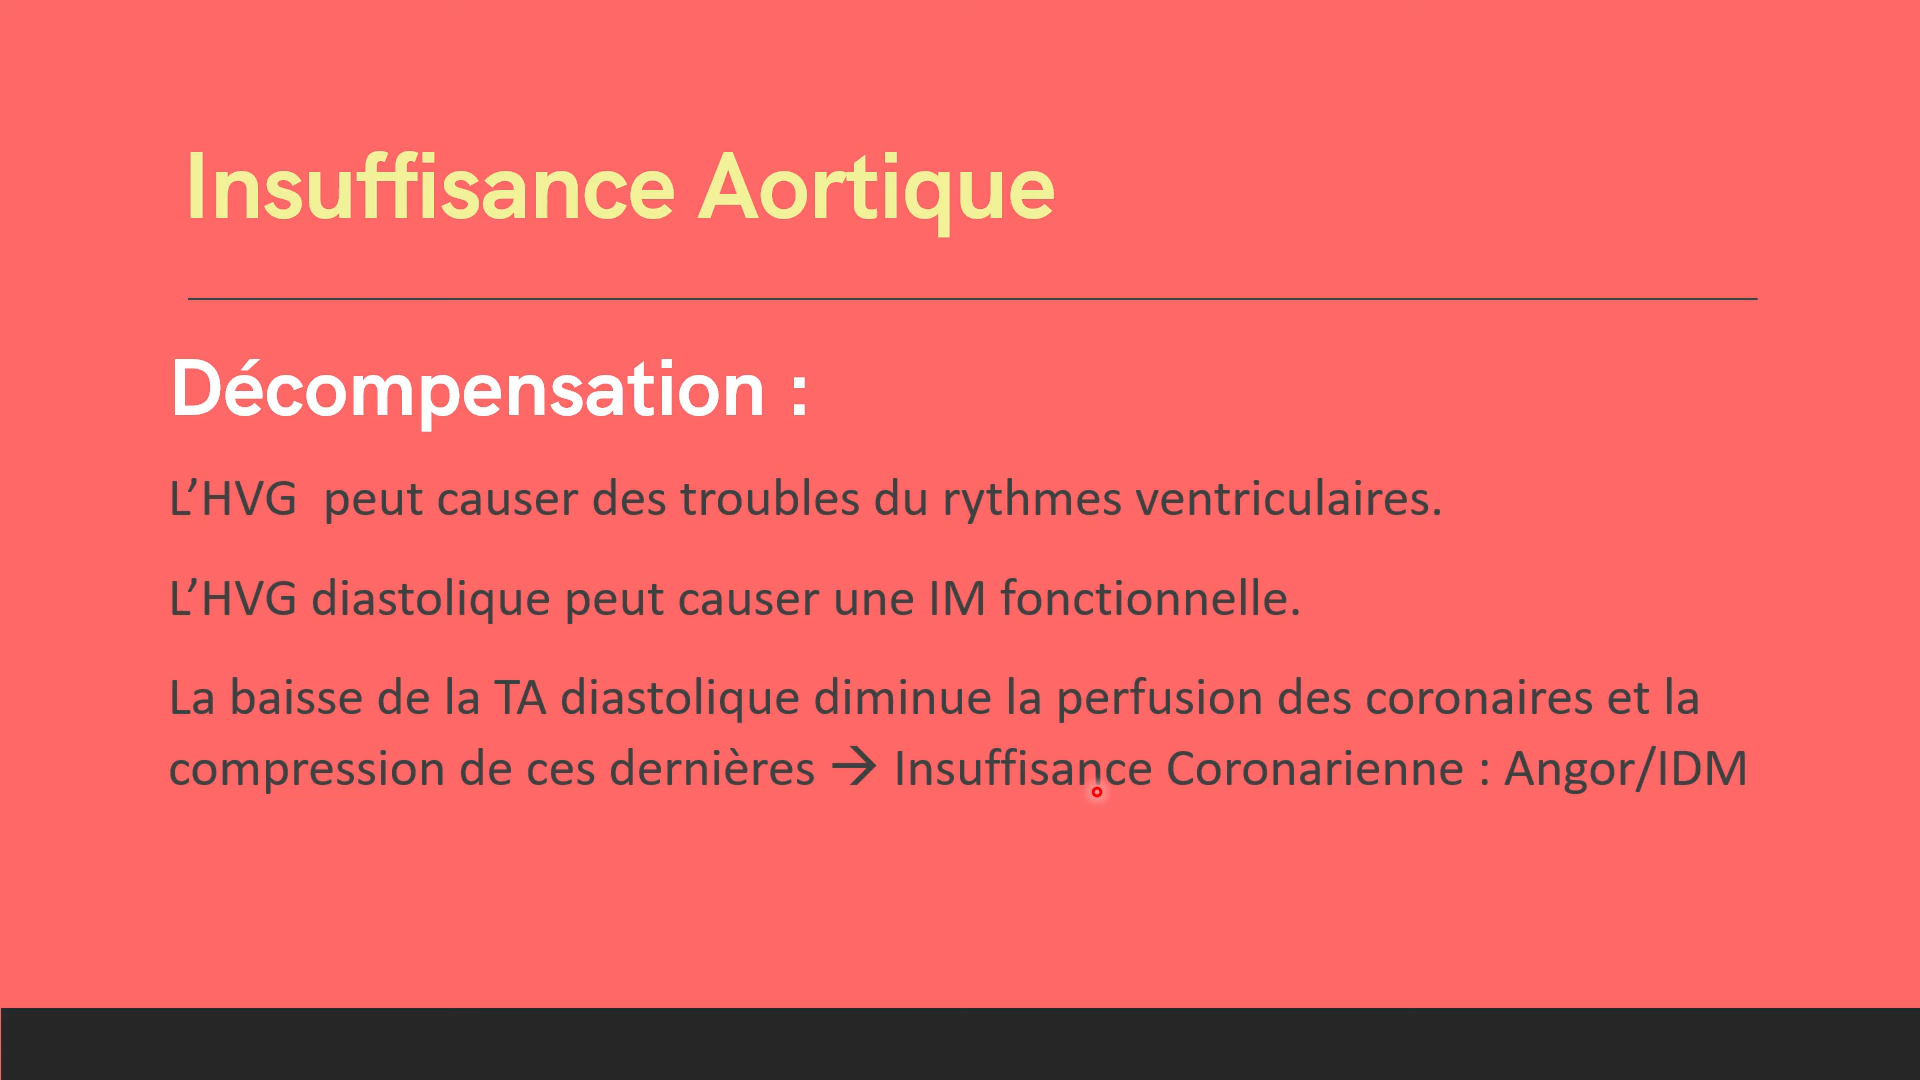 Insuffisance Aortique
Décompensation :
L’HVG  peut causer des troubles du rythmes ventriculaires.
L’HVG diastolique peut causer une IM fonctionnelle.
La baisse de la TA diastolique diminue la perfusion des coronaires et la
compression de ces dernières → Insuffisance Coronarienne : Angor/IDM